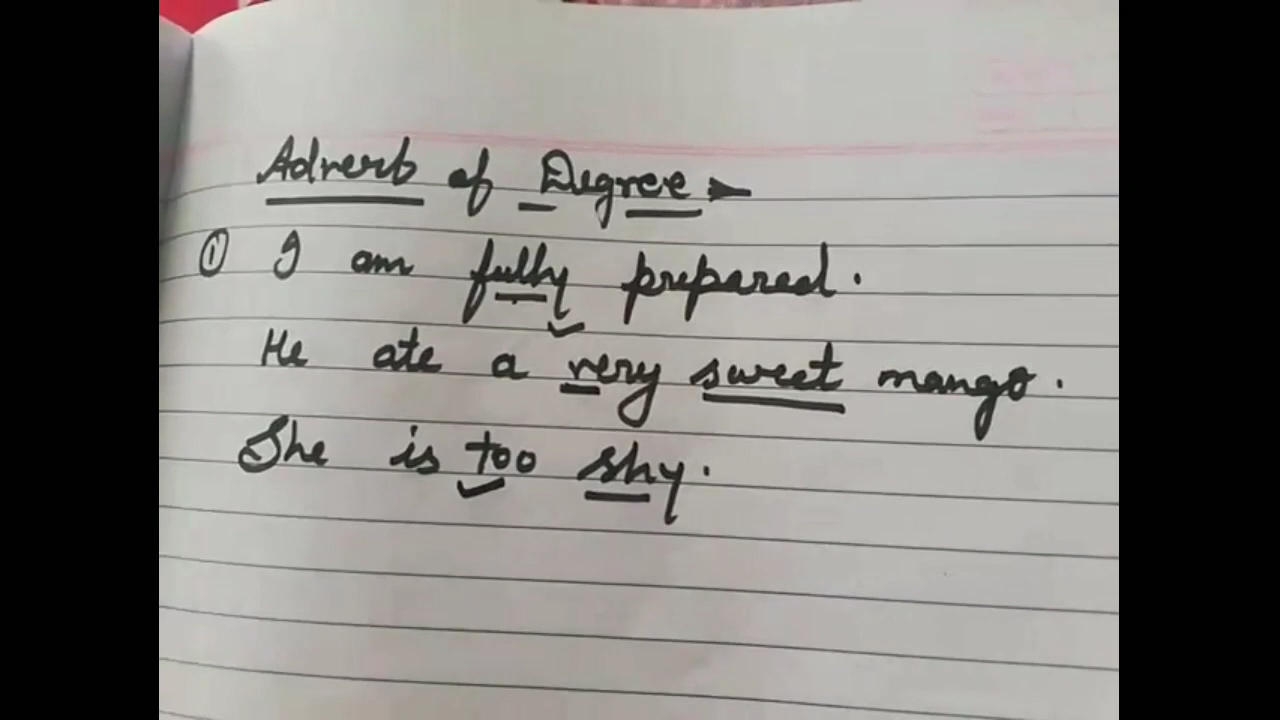 Adverb of Degree
① I am fully prepared.
He ate a very sweet mango.
She is too shy.